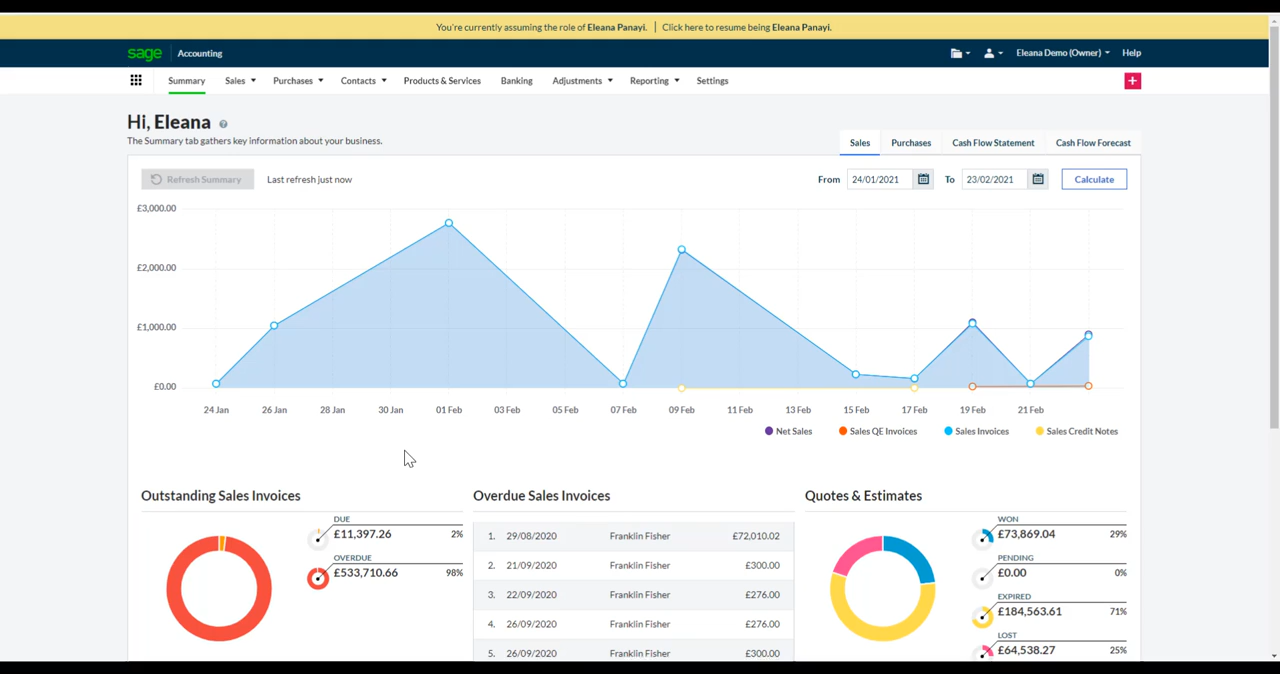 You're currently assuming the role of Eleana Panayi. | Click here to resume being Eleana Panayi.
sage Accounting Eleana Demo (Owner) Help
Summary Sales Purchases Contacts Products & Services Banking Adjustments Reporting Settings
Hi, Eleana
The Summary tab gathers key information about your business.
Sales Purchases Cash Flow Statement Cash Flow Forecast
Refresh Summary Last refresh just now From 24/01/2021 To 23/02/2021 Calculate
£3,000.00
£2,000.00
£1,000.00
£0.00
24 Jan 26 Jan 28 Jan 30 Jan 01 Feb 03 Feb 05 Feb 07 Feb 09 Feb 11 Feb 13 Feb 15 Feb 17 Feb 19 Feb 21 Feb
Net Sales Sales QE Invoices Sales Invoices Sales Credit Notes
Outstanding Sales Invoices
DUE
£11,397.26 2%
OVERDUE
£533,710.66 98%
Overdue Sales Invoices
1. 29/08/2020 Franklin Fisher £72,010.02
2. 21/09/2020 Franklin Fisher £300.00
3. 22/09/2020 Franklin Fisher £276.00
4. 26/09/2020 Franklin Fisher £276.00
5. 26/09/2020 Franklin Fisher £300.00
Quotes & Estimates
WON
£73,869.04 29%
PENDING
£0.00 0%
EXPIRED
£184,563.61 71%
LOST
£64,538.27 25%